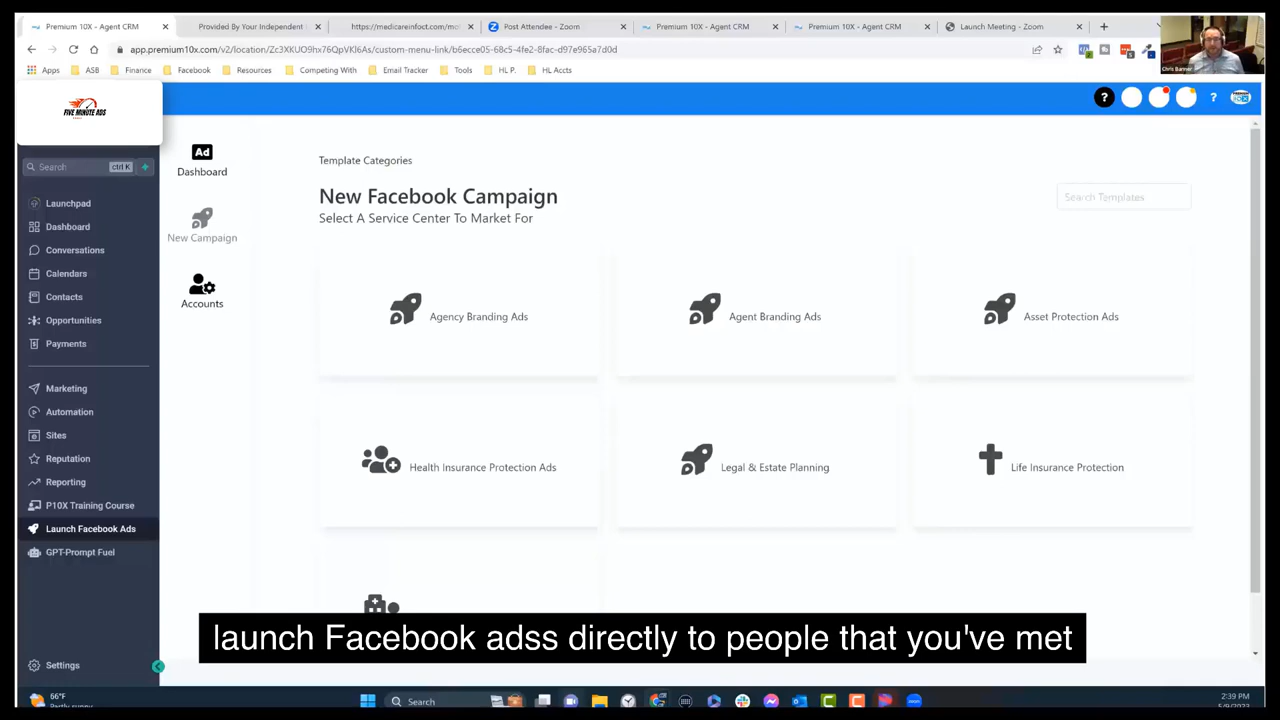 Premium 10X - Agent CRM
Provided By Your Independent
https://medicareinfoct.com/mo
Post Attendee - Zoom
Premium 10X - Agent CRM
Premium 10X - Agent CRM
Launch Meeting - Zoom
app.premium10x.com/v2/location/Zc3XKUO9hx76QpVKl6As/custom-menu-link/b6ecce05-68c5-4fe2-8fac-d97e965a7d0d
Apps
ASB
Finance
Facebook
Resources
Competing With
Email Tracker
Tools
HL P.
HL Accts
Chris Banner
FIVE MINUTE ADS
Search
ctrl K
Launchpad
Dashboard
Conversations
Calendars
Contacts
Opportunities
Payments
Marketing
Automation
Sites
Reputation
Reporting
P10X Training Course
Launch Facebook Ads
GPT-Prompt Fuel
Settings
Ad
Dashboard
New Campaign
Accounts
Template Categories
New Facebook Campaign
Select A Service Center To Market For
Search Templates
Agency Branding Ads
Agent Branding Ads
Asset Protection Ads
Health Insurance Protection Ads
Legal & Estate Planning
Life Insurance Protection
launch Facebook adss directly to people that you've met
66°F
Partly sunny
Search
2:39 PM